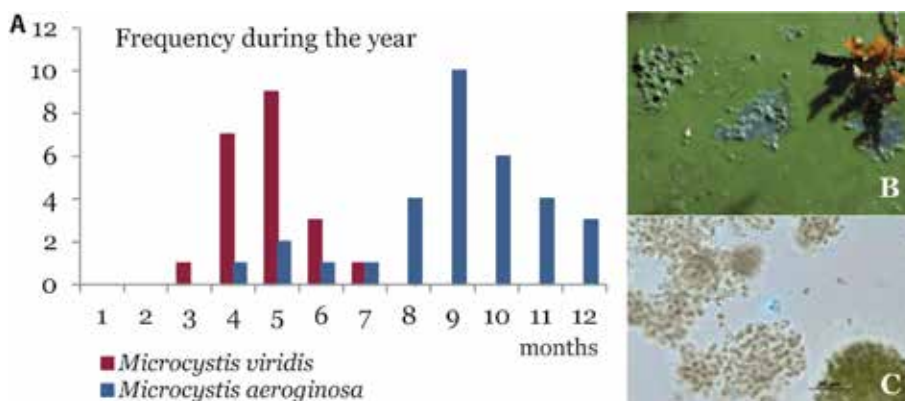 A
Frequency during the year
12
10
8
6
4
2
0
1 2 3 4 5 6 7 8 9 10 11 12
months
Microcystis viridis
Microcystis aeroginosa
B
C